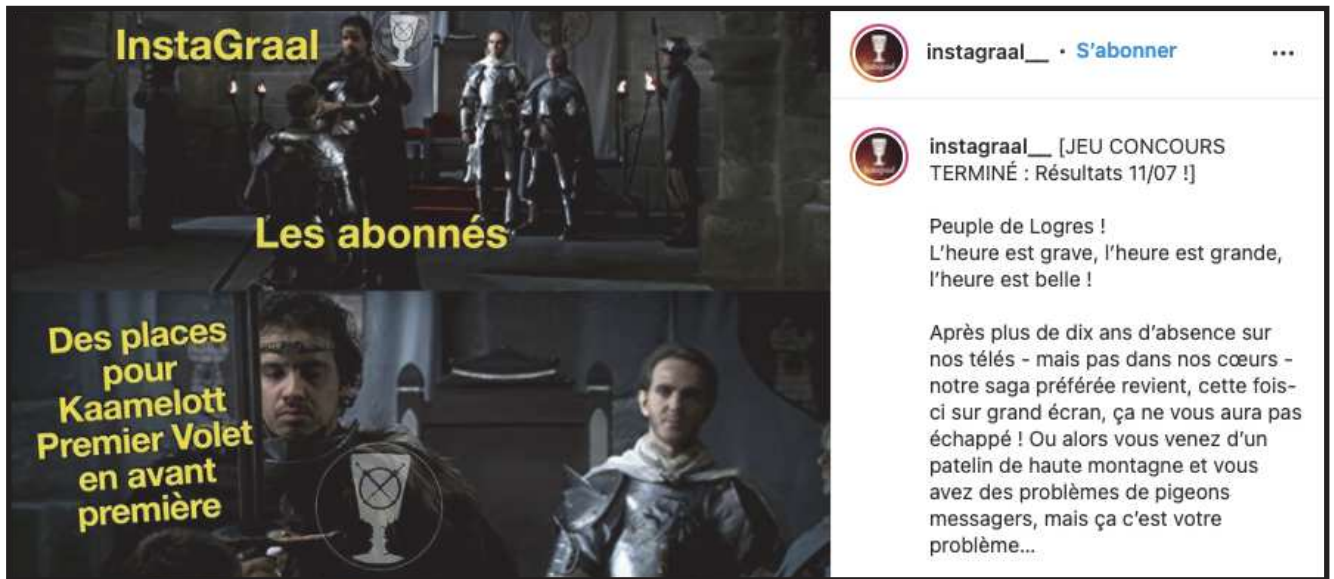 InstaGraal
Les abonnés
Des places
pour
Kaamelott
Premier Volet
en avant
première
instagraal__ • S'abonner
instagraal__ [JEU CONCOURS
TERMINÉ : Résultats 11/07 !]
Peuple de Logres !
L'heure est grave, l'heure est grande,
l'heure est belle !
Après plus de dix ans d'absence sur
nos télés - mais pas dans nos cœurs -
notre saga préférée revient, cette fois-
ci sur grand écran, ça ne vous aura pas
échappé ! Ou alors vous venez d'un
patelin de haute montagne et vous
avez des problèmes de pigeons
messagers, mais ça c'est votre
problème...